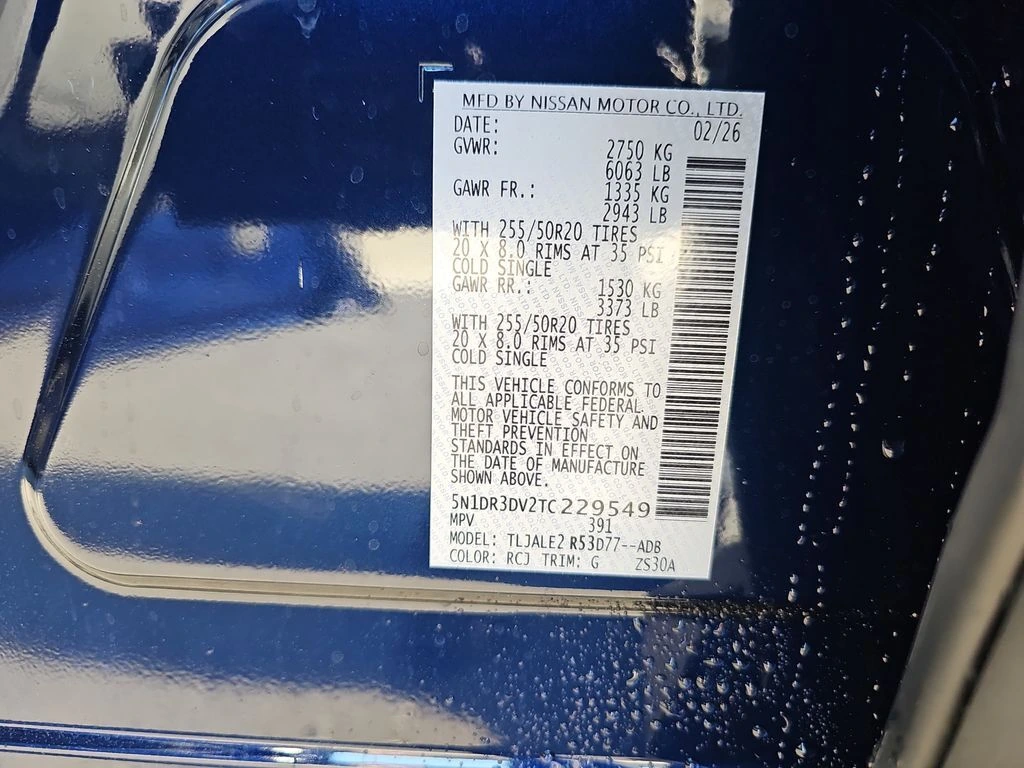 MFD BY NISSAN MOTOR CO., LTD.
DATE: 02/26
GVWR: 2750 KG
6063 LB
GAWR FR.: 1335 KG
2943 LB
WITH 255/50R20 TIRES
20 X 8.0 RIMS AT 35 PSI
COLD SINGLE
GAWR RR.: 1530 KG
3373 LB
WITH 255/50R20 TIRES
20 X 8.0 RIMS AT 35 PSI
COLD SINGLE
THIS VEHICLE CONFORMS TO
ALL APPLICABLE FEDERAL
MOTOR VEHICLE SAFETY AND
THEFT PREVENTION
STANDARDS IN EFFECT ON
THE DATE OF MANUFACTURE
SHOWN ABOVE.
5N1DR3DV2TC229549
MPV 391
MODEL: TLJALE2 R53D77--ADB
COLOR: RCJ TRIM: G ZS30A